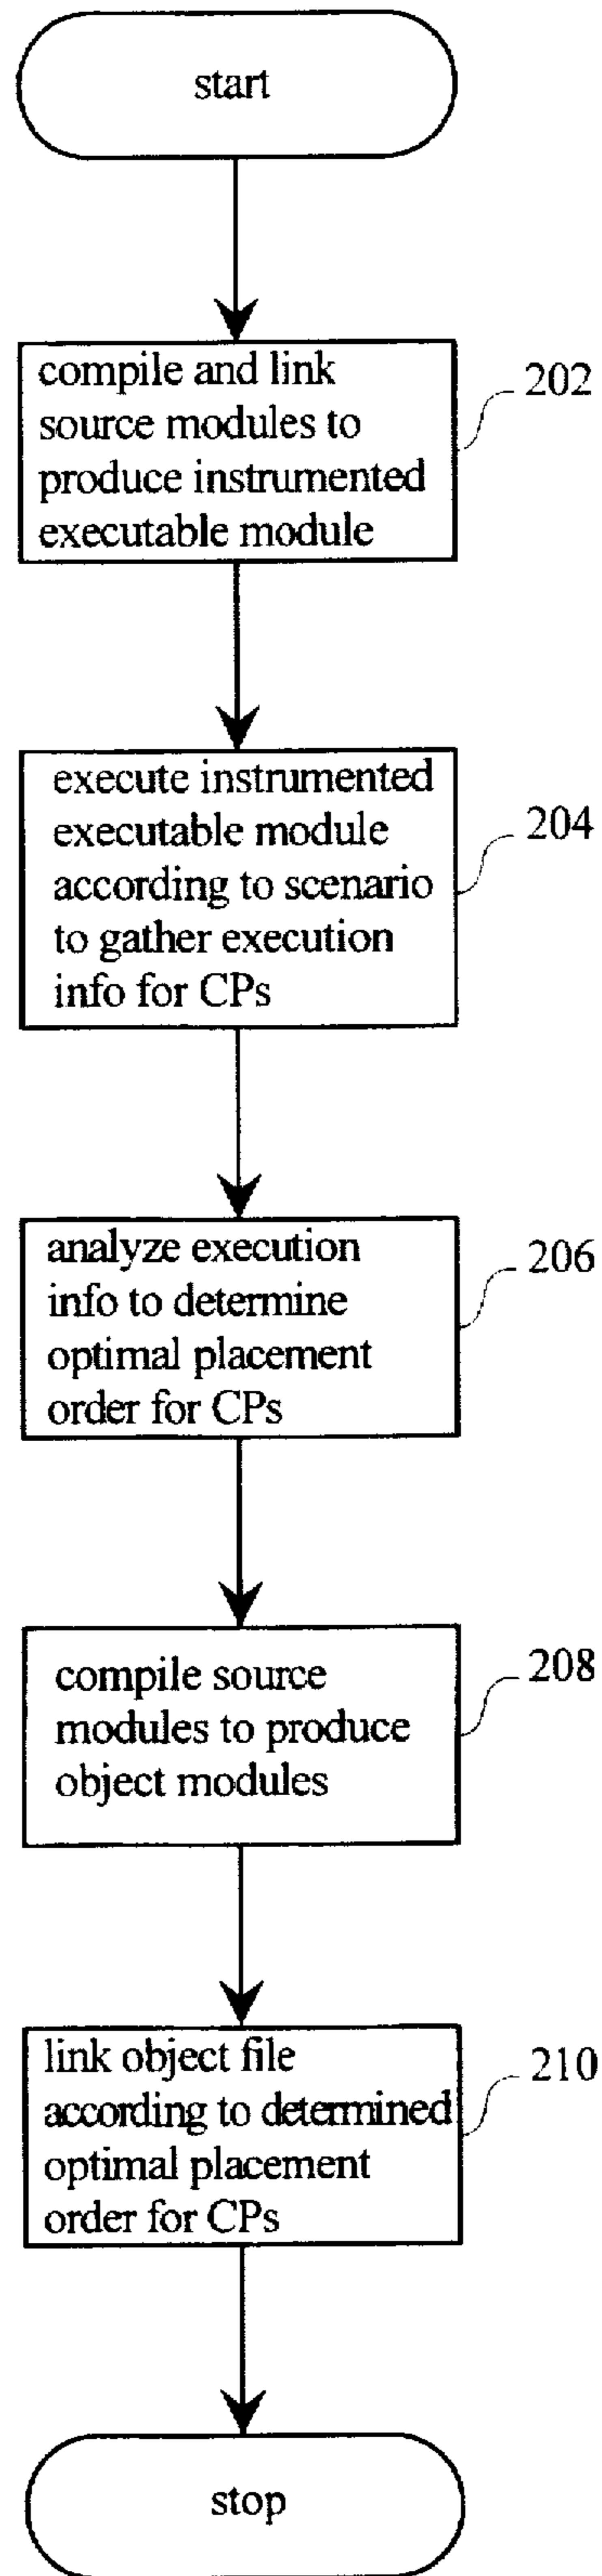 start
compile and link
source modules to
produce instrumented
executable module
202
execute instrumented
executable module
according to scenario
to gather execution
info for CPs
204
analyze execution
info to determine
optimal placement
order for CPs
206
compile source
modules to produce
object modules
208
link object file
according to determined
optimal placement
order for CPs
210
stop